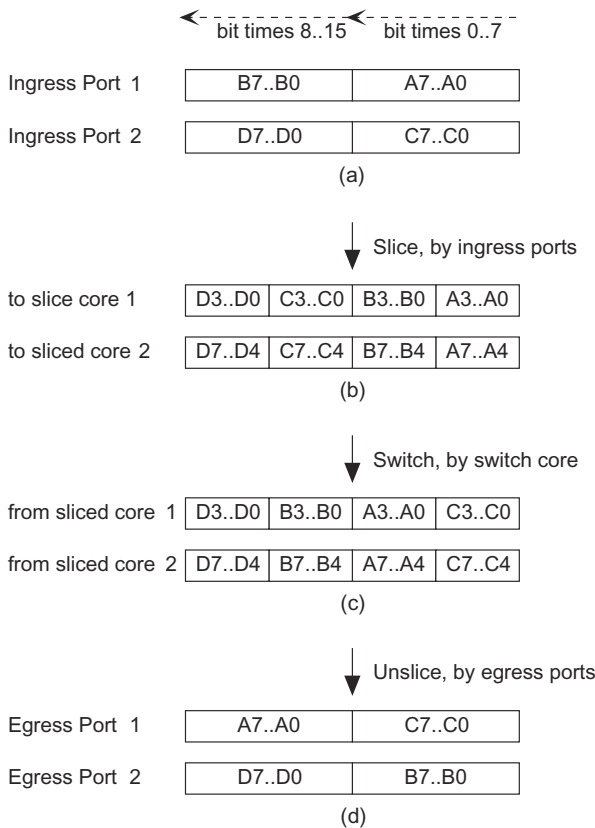 bit times 8..15 bit times 0..7
Ingress Port 1 B7..B0 A7..A0
Ingress Port 2 D7..D0 C7..C0
(a)
Slice, by ingress ports
to slice core 1 D3..D0 C3..C0 B3..B0 A3..A0
to sliced core 2 D7..D4 C7..C4 B7..B4 A7..A4
(b)
Switch, by switch core
from sliced core 1 D3..D0 B3..B0 A3..A0 C3..C0
from sliced core 2 D7..D4 B7..B4 A7..A4 C7..C4
(c)
Unslice, by egress ports
Egress Port 1 A7..A0 C7..C0
Egress Port 2 D7..D0 B7..B0
(d)